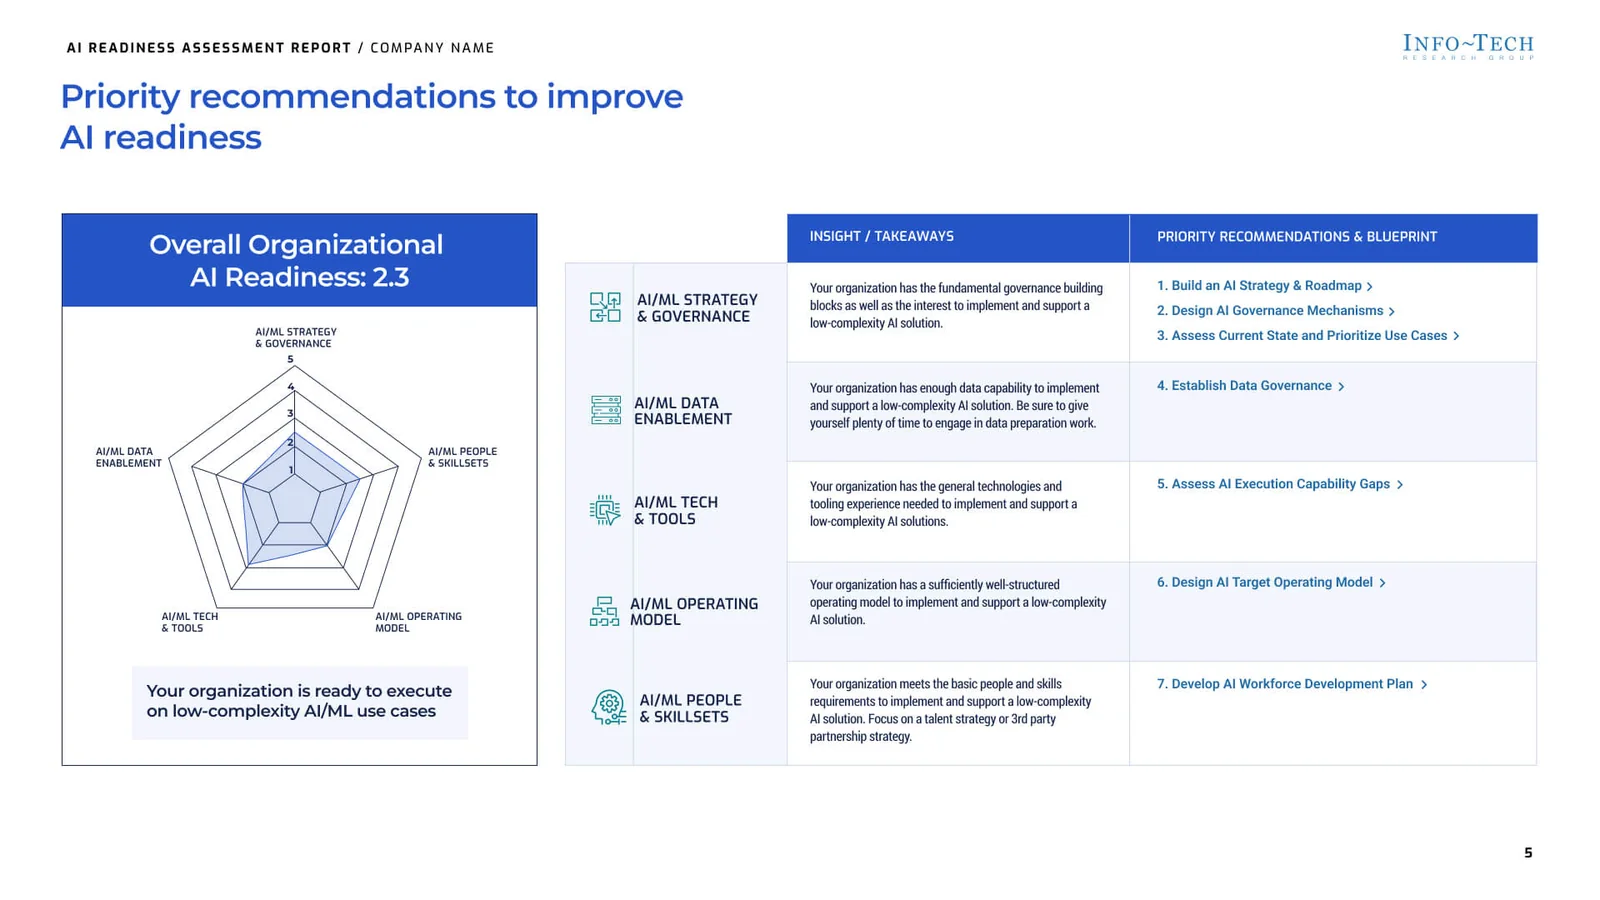 AI READINESS ASSESSMENT REPORT / COMPANY NAME
INFO~TECH
RESEARCH GROUP
Priority recommendations to improve
AI readiness
Overall Organizational
AI Readiness: 2.3
AI/ML STRATEGY
& GOVERNANCE
5
4
3
2
1
AI/ML DATA
ENABLEMENT
AI/ML PEOPLE
& SKILLSETS
AI/ML TECH
& TOOLS
AI/ML OPERATING
MODEL
Your organization is ready to execute
on low-complexity AI/ML use cases
INSIGHT / TAKEAWAYS
PRIORITY RECOMMENDATIONS & BLUEPRINT
AI/ML STRATEGY
& GOVERNANCE
Your organization has the fundamental governance building
blocks as well as the interest to implement and support a
low-complexity AI solution.
1. Build an AI Strategy & Roadmap >
2. Design AI Governance Mechanisms >
3. Assess Current State and Prioritize Use Cases >
AI/ML DATA
ENABLEMENT
Your organization has enough data capability to implement
and support a low-complexity AI solution. Be sure to give
yourself plenty of time to engage in data preparation work.
4. Establish Data Governance >
AI/ML TECH
& TOOLS
Your organization has the general technologies and
tooling experience needed to implement and support a
low-complexity AI solutions.
5. Assess AI Execution Capability Gaps >
AI/ML OPERATING
MODEL
Your organization has a sufficiently well-structured
operating model to implement and support a low-complexity
AI solution.
6. Design AI Target Operating Model >
AI/ML PEOPLE
& SKILLSETS
Your organization meets the basic people and skills
requirements to implement and support a low-complexity
AI solution. Focus on a talent strategy or 3rd party
partnership strategy.
7. Develop AI Workforce Development Plan >
5